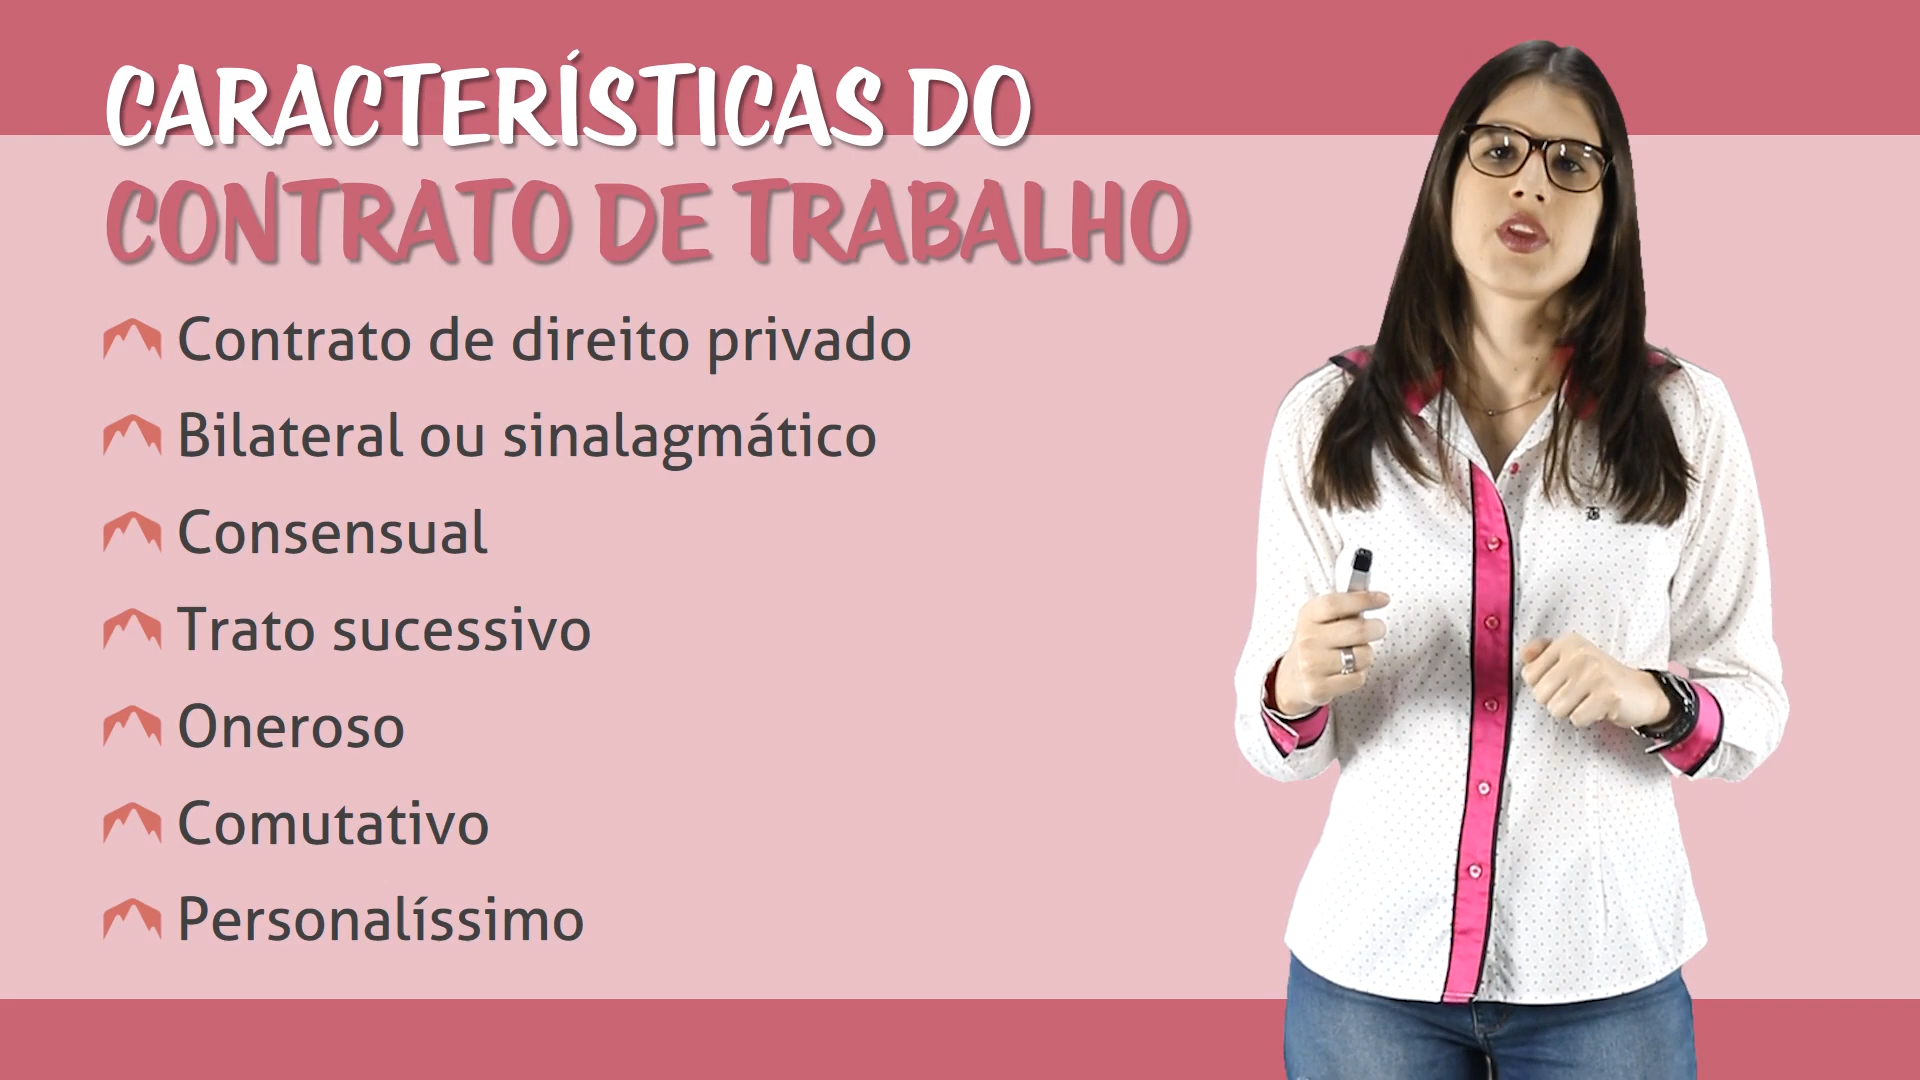 CARACTERÍSTICAS DO
CONTRATO DE TRABALHO
Contrato de direito privado
Bilateral ou sinalagmático
Consensual
Trato sucessivo
Oneroso
Comutativo
Personalíssimo